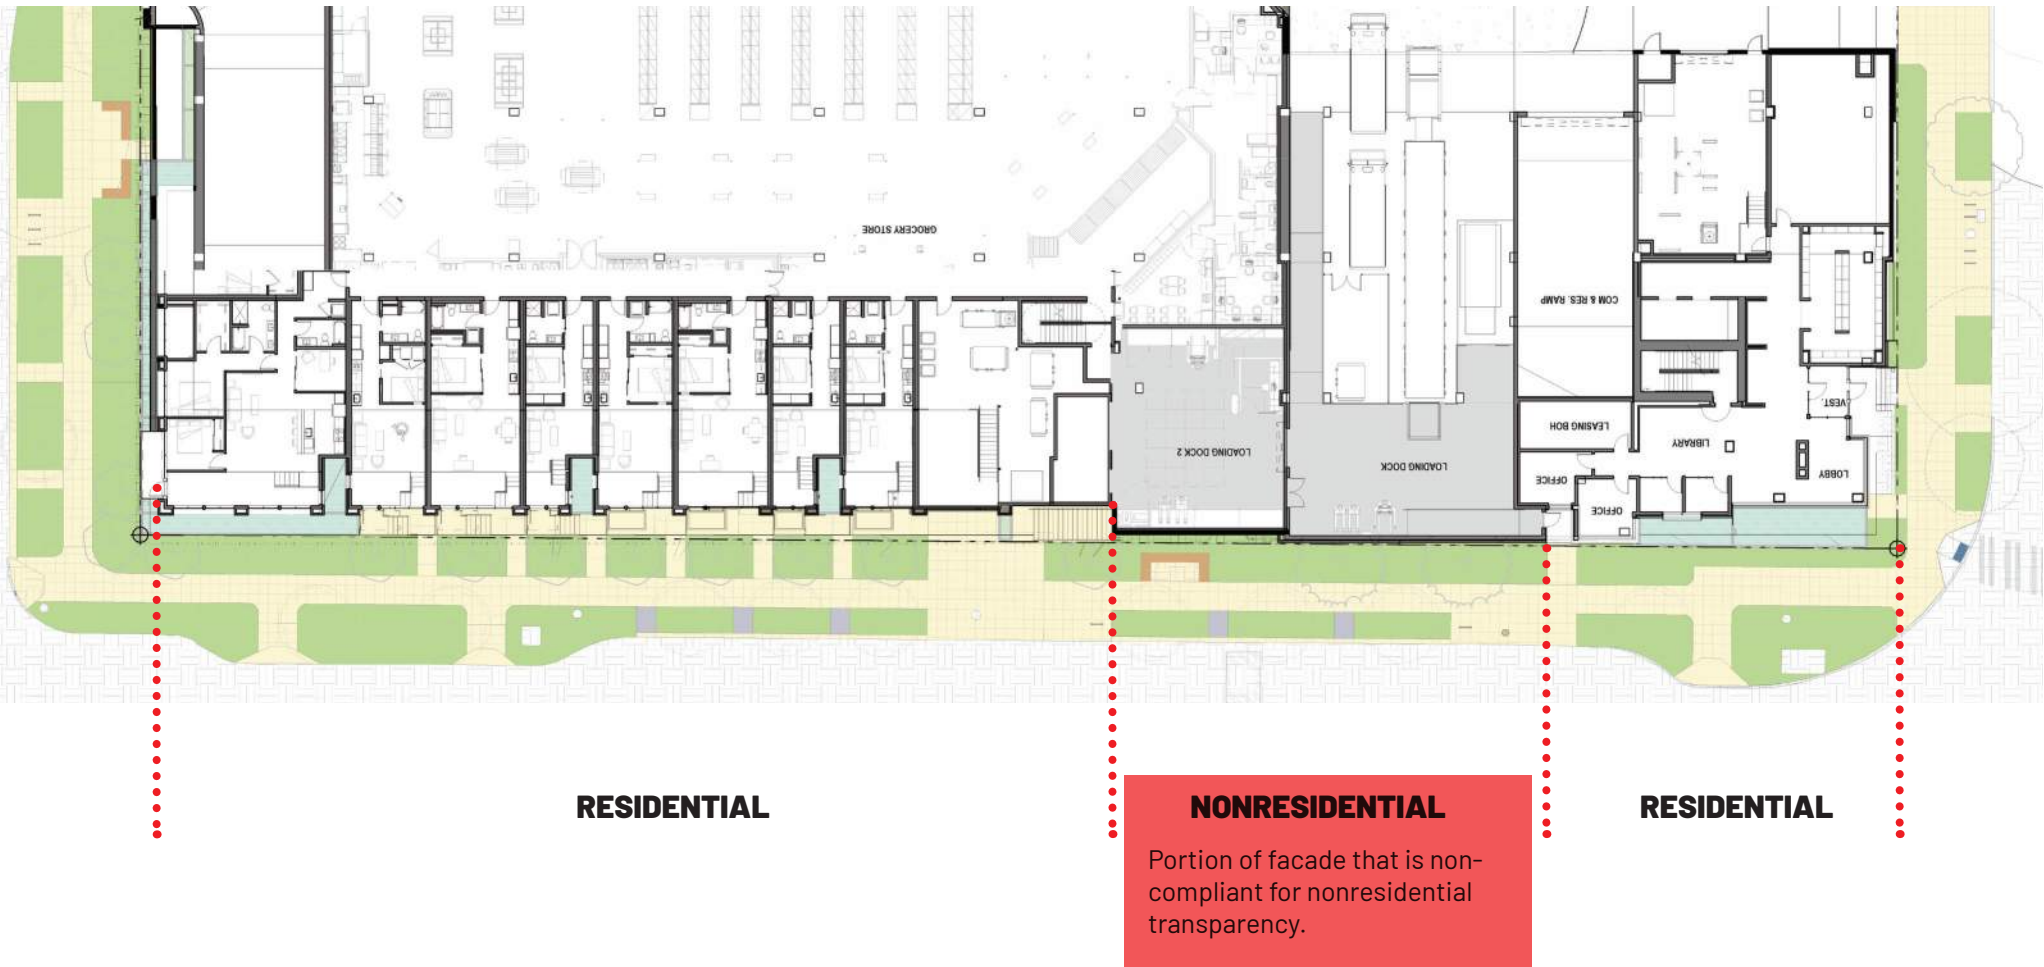 GROCERY STORE
COM & RES. RAMP
VEST.
LEASING BOH
LIBRARY
LOADING DOCK 2
LOADING DOCK
LOBBY
OFFICE
OFFICE
RESIDENTIAL
NONRESIDENTIAL
RESIDENTIAL
Portion of facade that is non-
compliant for nonresidential
transparency.